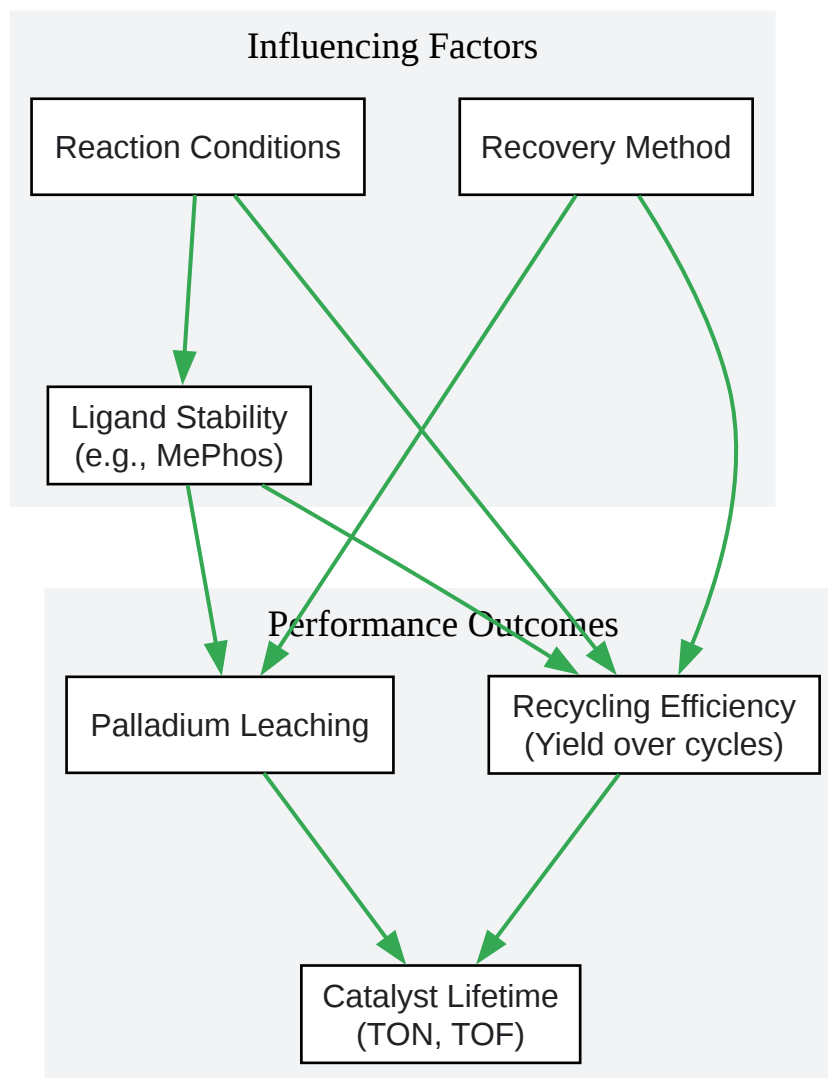 Influencing Factors
Reaction Conditions
Recovery Method
Ligand Stability
(e.g., MePhos)
Performance Outcomes
Palladium Leaching
Recycling Efficiency
(Yield over cycles)
Catalyst Lifetime
(TON, TOF)